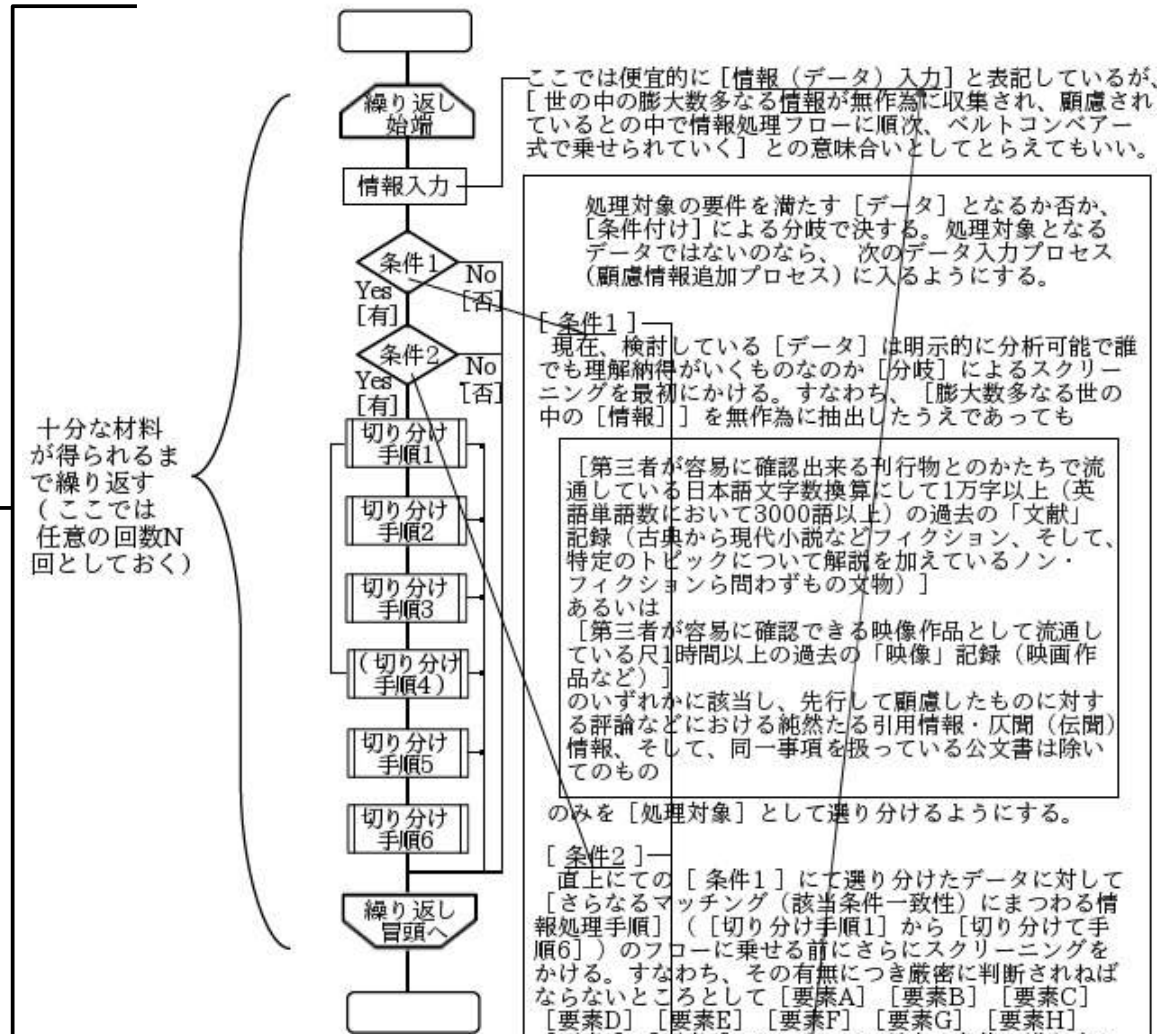 繰り返し
始端
情報入力
条件1
No
[否]
Yes
[有]
条件2
No
[否]
Yes
[有]
切り分け
手順1
切り分け
手順2
切り分け
手順3
(切り分け
手順4)
切り分け
手順5
切り分け
手順6
繰り返し
冒頭へ
十分な材料
が得られるま
で繰り返す
(ここでは
任意の回数N
回としておく)
ここでは便宜的に[情報(データ)入力]と表記しているが、
[世の中の膨大数多なる情報が無作為に収集され、顧慮され
ているとの中で情報処理フローに順次、ベルトコンベアー
式で乗せられていく]との意味合いとしてとらえてもいい。
処理対象の要件を満たす[データ]となるか否か、
[条件付け]による分岐で決する。処理対象となる
データではないのなら、次のデータ入力プロセス
(顧慮情報追加プロセス)に入るようにする。
[条件1]
現在、検討している[データ]は明示的に分析可能で誰
でも理解納得がいくものなのか[分岐]によるスクリー
ニングを最初にかける。すなわち、[膨大数多なる世の
中の[情報]]を無作為に抽出したうえであっても
[第三者が容易に確認出来る刊行物とのかたちで流
通している日本語文字数換算にして1万字以上(英
語単語数において3000語以上)の過去の「文献」
記録(古典から現代小説などフィクション、そして、
特定のトピックについて解説を加えているノン・
フィクションら問わずもの文物)]
あるいは
[第三者が容易に確認できる映像作品として流通し
ている尺1時間以上の過去の「映像」記録(映画作
品など)]
のいずれかに該当し、先行して顧慮したものに対す
る評論などにおける純然たる引用情報・仄聞(伝聞)
情報、そして、同一事項を扱っている公文書は除い
てのもの
のみを[処理対象]として選り分けるようにする。
[条件2]
直上にての[条件1]にて選り分けたデータに対して
[さらなるマッチング(該当条件一致性)にまつわる情
報処理手順]([切り分け手順1]から[切り分けて手
順6])のフローに乗せる前にさらにスクリーニングを
かける。すなわち、その有無につき厳密に判断されねば
ならないところとして[要素A][要素B][要素C]
[要素D][要素E][要素F][要素G][要素H]